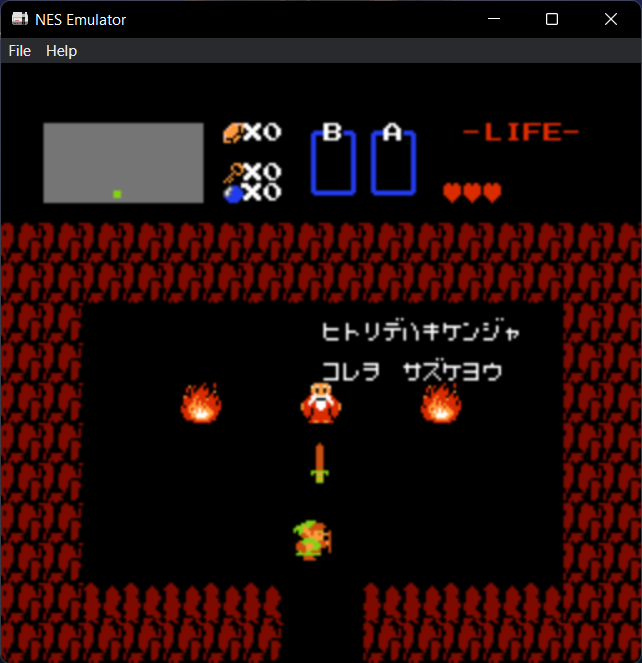 NES Emulator
File Help
X0
B A
-LIFE-
X0
X0
ヒトリデハキケンジャ
コレヲ サズケヨウ